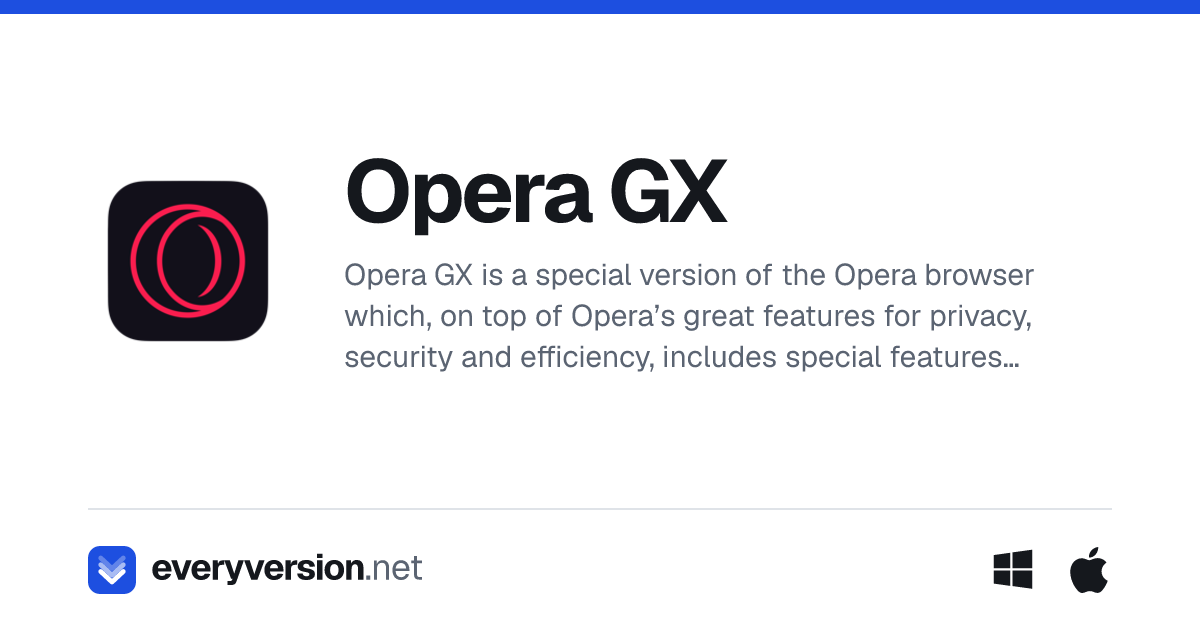 Opera GX
Opera GX is a special version of the Opera browser
which, on top of Opera’s great features for privacy,
security and efficiency, includes special features…
everyversion.net